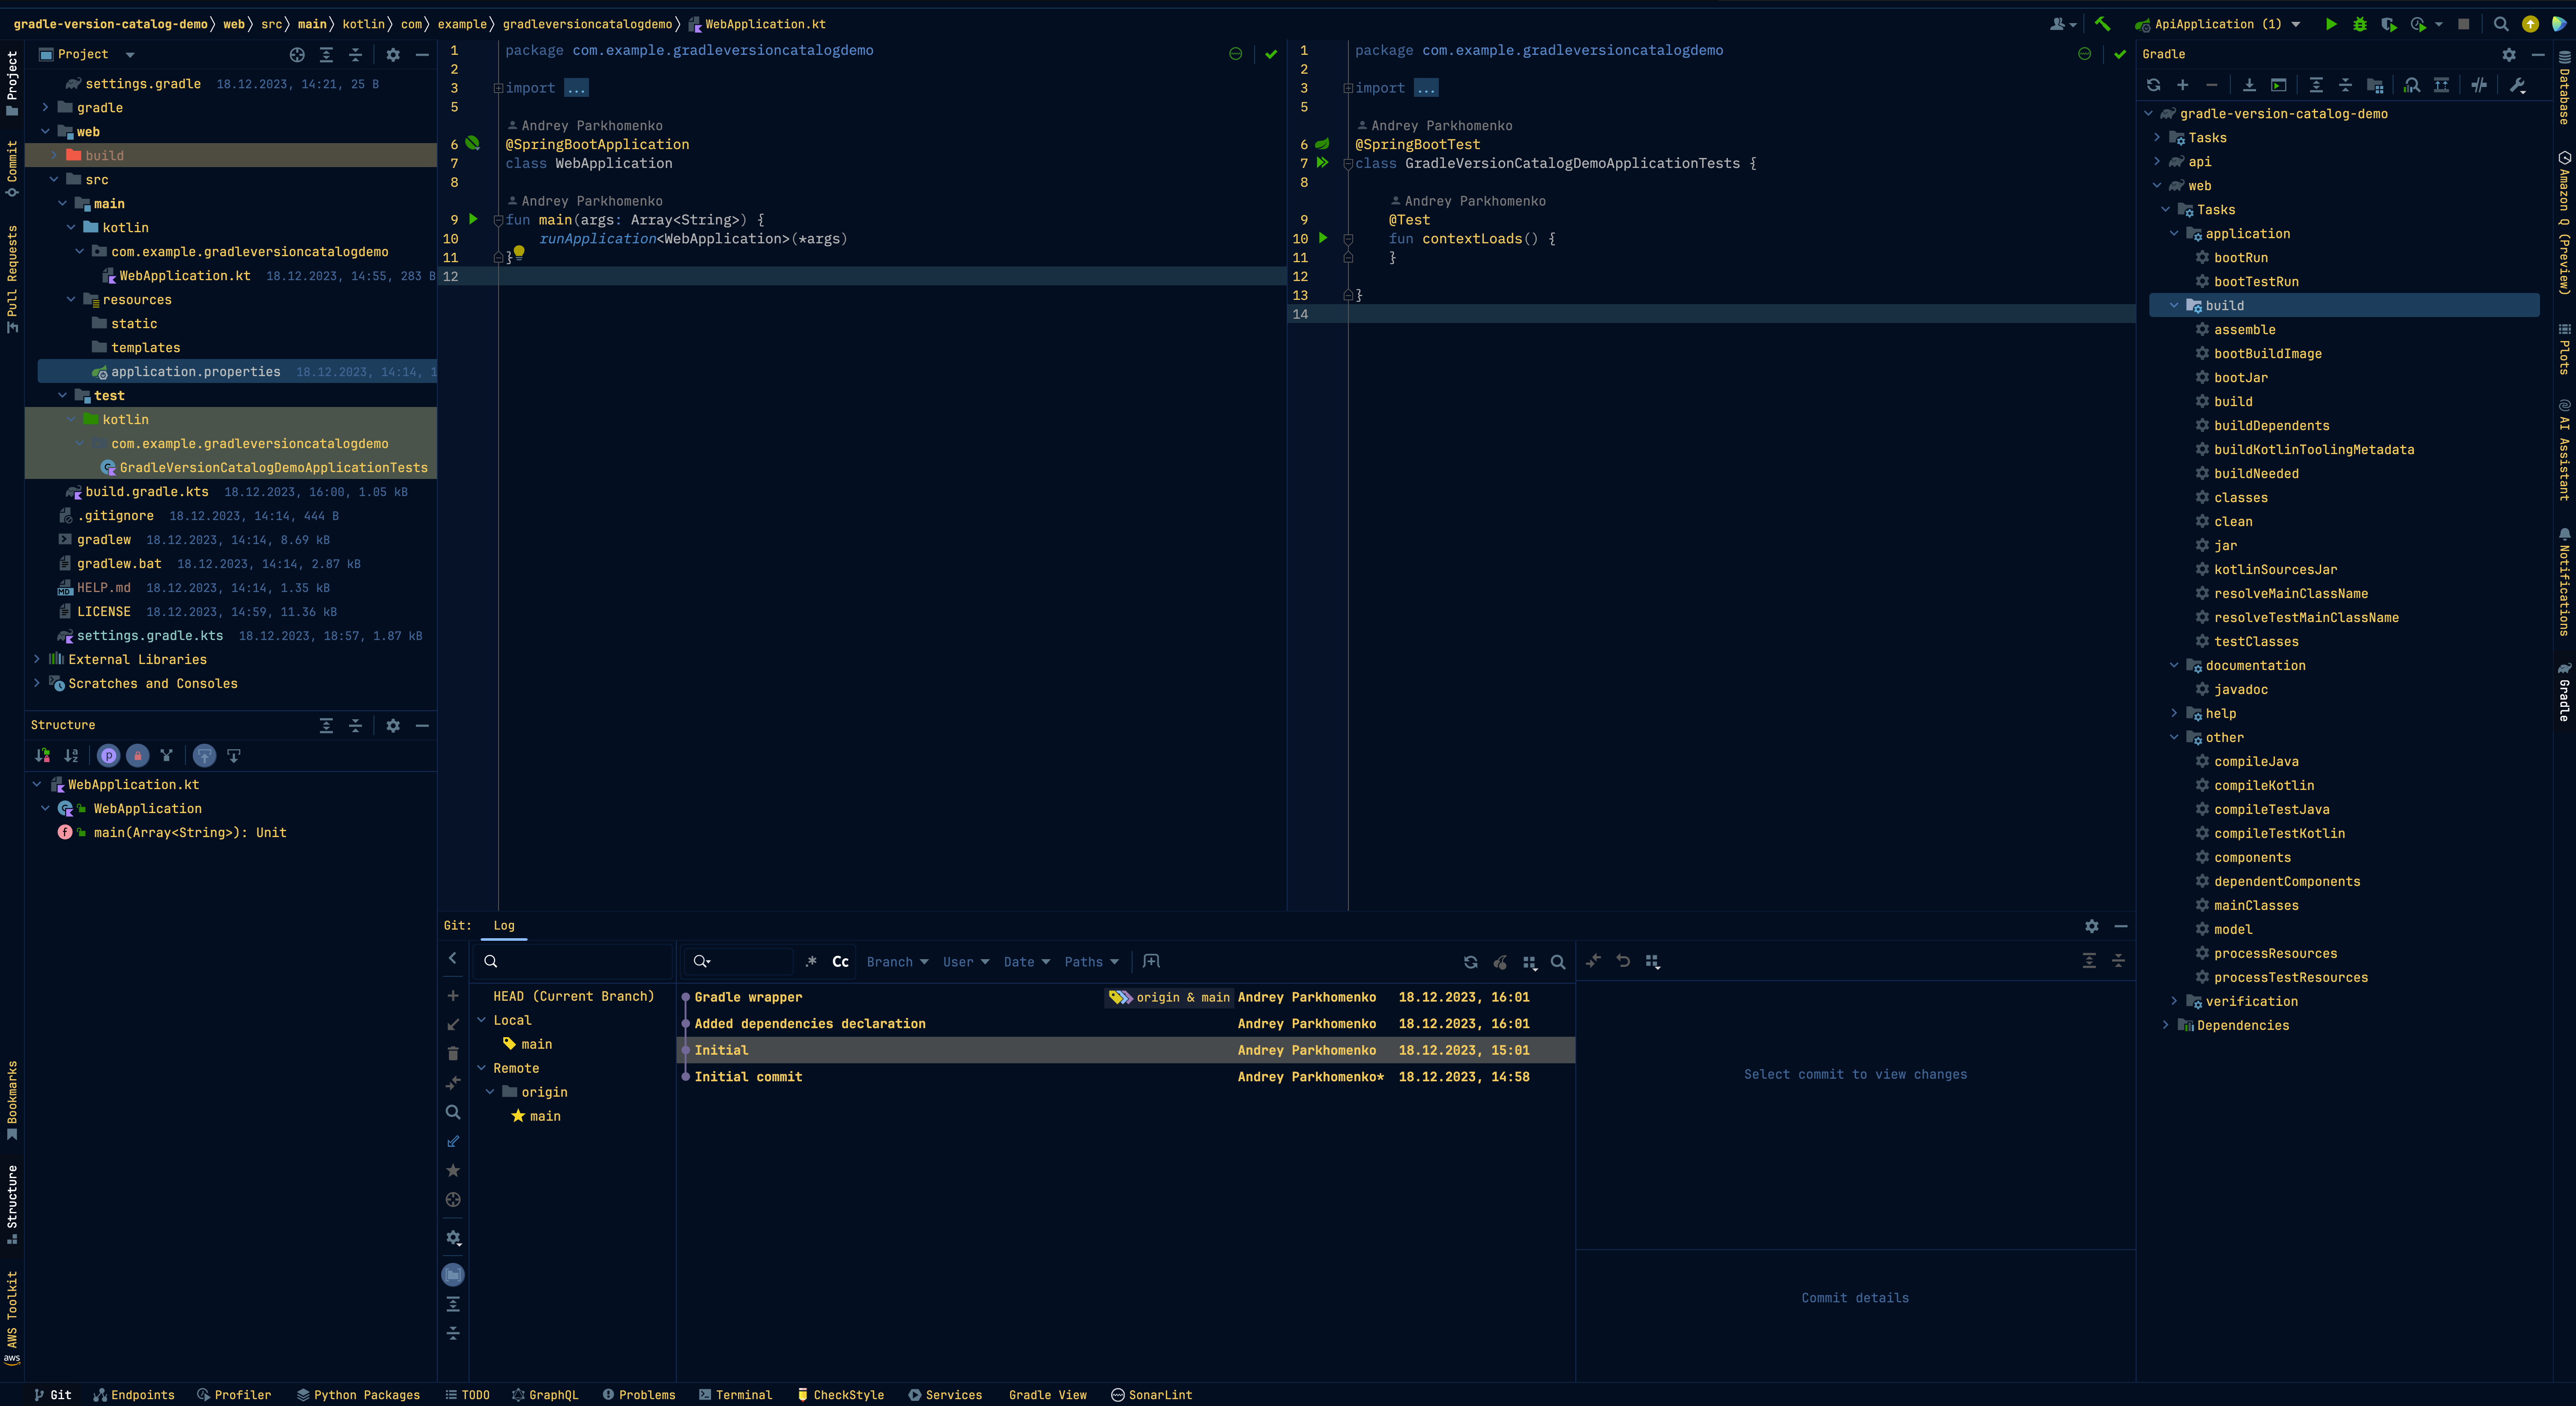 gradle-version-catalog-demo web src main kotlin com example gradleversioncatalogdemo WebApplication.kt
ApiApplication (1)
Project
Commit
Pull Requests
Bookmarks
Structure
AWS Toolkit
aws
Project
settings.gradle 18.12.2023, 14:21, 25 B
gradle
web
build
src
main
kotlin
com.example.gradleversioncatalogdemo
WebApplication.kt 18.12.2023, 14:55, 283 B
resources
static
templates
application.properties 18.12.2023, 14:14, 1
test
kotlin
com.example.gradleversioncatalogdemo
GradleVersionCatalogDemoApplicationTests
build.gradle.kts 18.12.2023, 16:00, 1.05 kB
.gitignore 18.12.2023, 14:14, 444 B
gradlew 18.12.2023, 14:14, 8.69 kB
gradlew.bat 18.12.2023, 14:14, 2.87 kB
HELP.md 18.12.2023, 14:14, 1.35 kB
LICENSE 18.12.2023, 14:59, 11.36 kB
settings.gradle.kts 18.12.2023, 18:57, 1.87 kB
External Libraries
Scratches and Consoles
Structure
WebApplication.kt
WebApplication
main(Array<String>): Unit
1 package com.example.gradleversioncatalogdemo
2
3 import ...
5
Andrey Parkhomenko
6 @SpringBootApplication
7 class WebApplication
8
Andrey Parkhomenko
9 fun main(args: Array<String>) {
10 runApplication<WebApplication>(*args)
11 }
12
1 package com.example.gradleversioncatalogdemo
2
3 import ...
5
Andrey Parkhomenko
6 @SpringBootTest
7 class GradleVersionCatalogDemoApplicationTests {
8
Andrey Parkhomenko
9 @Test
10 fun contextLoads() {
11 }
12
13 }
14
Git: Log
Cc Branch User Date Paths
HEAD (Current Branch)
Local
main
Remote
origin
main
Gradle wrapper origin & main Andrey Parkhomenko 18.12.2023, 16:01
Added dependencies declaration Andrey Parkhomenko 18.12.2023, 16:01
Initial Andrey Parkhomenko 18.12.2023, 15:01
Initial commit Andrey Parkhomenko* 18.12.2023, 14:58
Select commit to view changes
Commit details
Gradle
gradle-version-catalog-demo
Tasks
api
web
Tasks
application
bootRun
bootTestRun
build
assemble
bootBuildImage
bootJar
build
buildDependents
buildKotlinToolingMetadata
buildNeeded
classes
clean
jar
kotlinSourcesJar
resolveMainClassName
resolveTestMainClassName
testClasses
documentation
javadoc
help
other
compileJava
compileKotlin
compileTestJava
compileTestKotlin
components
dependentComponents
mainClasses
model
processResources
processTestResources
verification
Dependencies
Database
Amazon Q (Preview)
Plots
AI Assistant
Notifications
Gradle
Git Endpoints Profiler Python Packages TODO GraphQL Problems Terminal CheckStyle Services Gradle View SonarLint